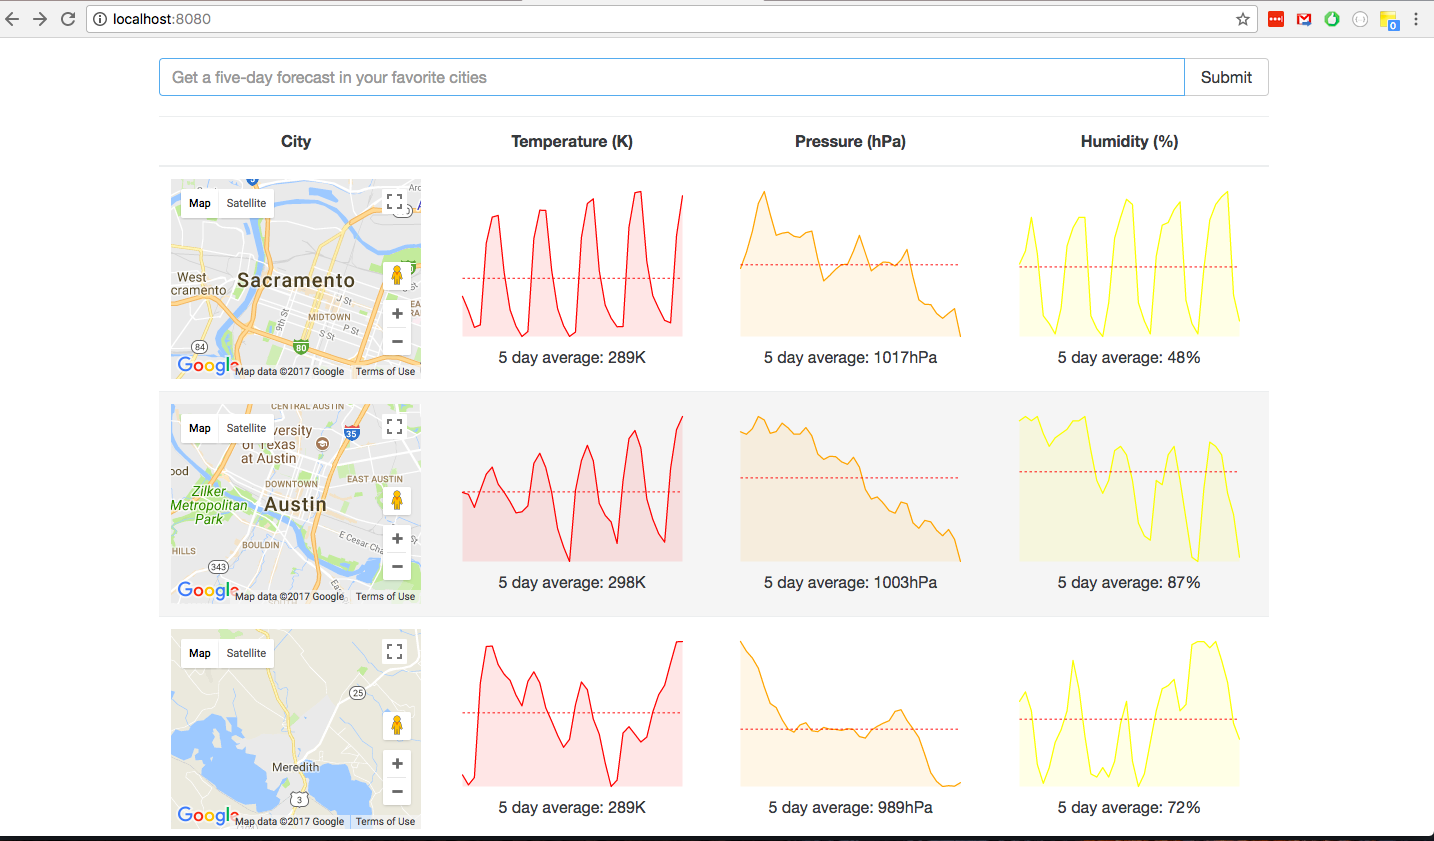 localhost:8080
0
Get a five-day forecast in your favorite cities
Submit
City
Temperature (K)
Pressure (hPa)
Humidity (%)
Map
Satellite
West
cramento
Sacramento
J St
MIDTOWN
9th St
P St
S St
84
80
Google
Map data ©2017 Google
Terms of Use
5 day average: 289K
5 day average: 1017hPa
5 day average: 48%
CENTRAL AUSTIN
Map
Satellite
versity
of Texas
at Austin
35
ood
DOWNTOWN
EAST AUSTIN
Zilker
Metropolitan
Park
Austin
HILLS
BOULDIN
E Cesar Cha
343
Google
Map data ©2017 Google
Terms of Use
5 day average: 298K
5 day average: 1003hPa
5 day average: 87%
Map
Satellite
25
Meredith
3
Google
Map data ©2017 Google
Terms of Use
5 day average: 289K
5 day average: 989hPa
5 day average: 72%